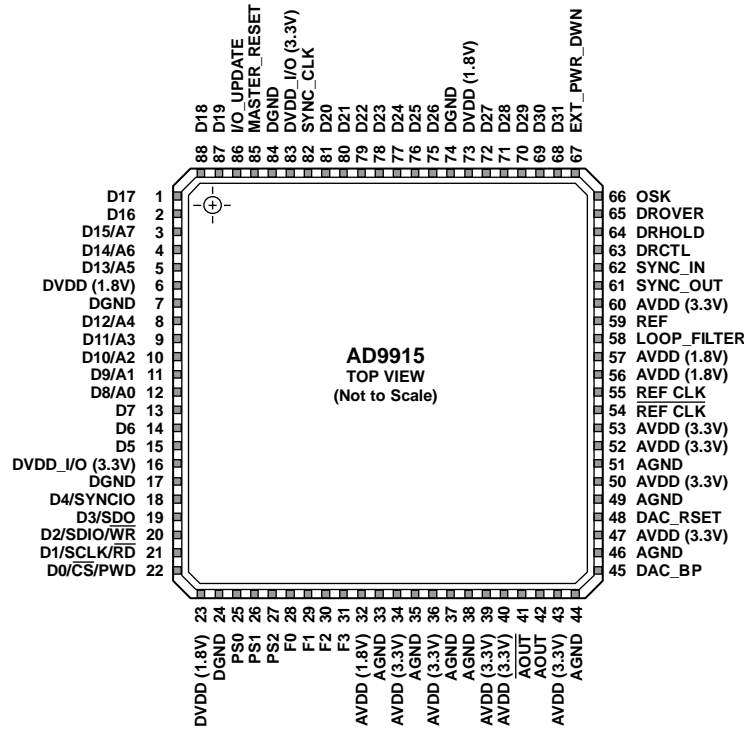 88 D18
87 D19
86 I/O_UPDATE
85 MASTER_RESET
84 DGND
83 DVDD_I/O (3.3V)
82 SYNC_CLK
81 D20
80 D21
79 D22
78 D23
77 D24
76 D25
75 D26
74 DGND
73 DVDD (1.8V)
72 D27
71 D28
70 D29
69 D30
68 D31
67 EXT_PWR_DWN
D17 1
D16 2
D15/A7 3
D14/A6 4
D13/A5 5
DVDD (1.8V) 6
DGND 7
D12/A4 8
D11/A3 9
D10/A2 10
D9/A1 11
D8/A0 12
D7 13
D6 14
D5 15
DVDD_I/O (3.3V) 16
DGND 17
D4/SYNCIO 18
D3/SDO 19
D2/SDIO/WR 20
D1/SCLK/RD 21
D0/CS/PWD 22
AD9915
TOP VIEW
(Not to Scale)
66 OSK
65 DROVER
64 DRHOLD
63 DRCTL
62 SYNC_IN
61 SYNC_OUT
60 AVDD (3.3V)
59 REF
58 LOOP_FILTER
57 AVDD (1.8V)
56 AVDD (1.8V)
55 REF CLK
54 REF CLK
53 AVDD (3.3V)
52 AVDD (3.3V)
51 AGND
50 AVDD (3.3V)
49 AGND
48 DAC_RSET
47 AVDD (3.3V)
46 AGND
45 DAC_BP
DVDD (1.8V) 23
DGND 24
PS0 25
PS1 26
PS2 27
F0 28
F1 29
F2 30
F3 31
AVDD (1.8V) 32
AGND 33
AVDD (3.3V) 34
AGND 35
AVDD (3.3V) 36
AGND 37
AGND 38
AVDD (3.3V) 39
AVDD (3.3V) 40
AOUT 41
AOUT 42
AVDD (3.3V) 43
AGND 44